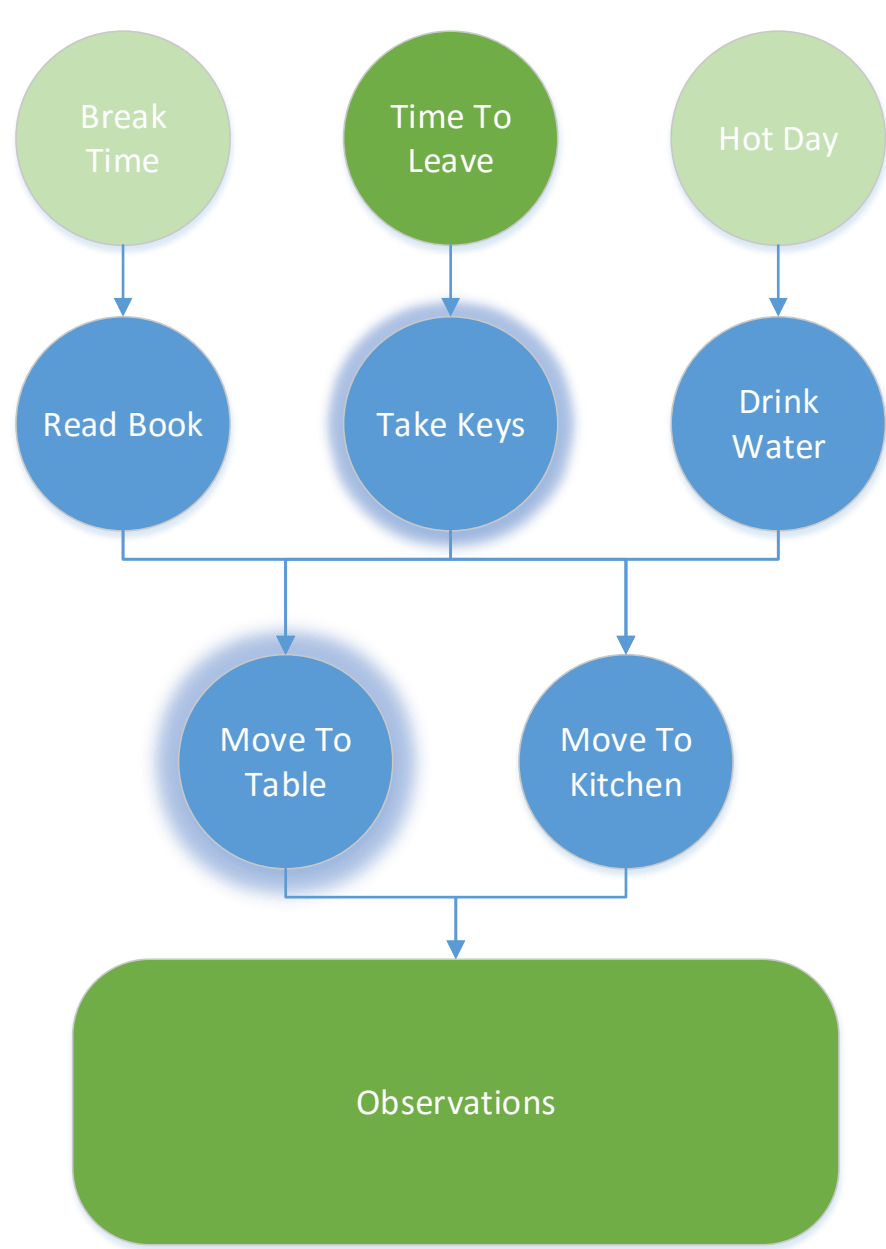 Break
Time
Time To
Leave
Hot Day
Read Book
Take Keys
Drink
Water
Move To
Table
Move To
Kitchen
Observations